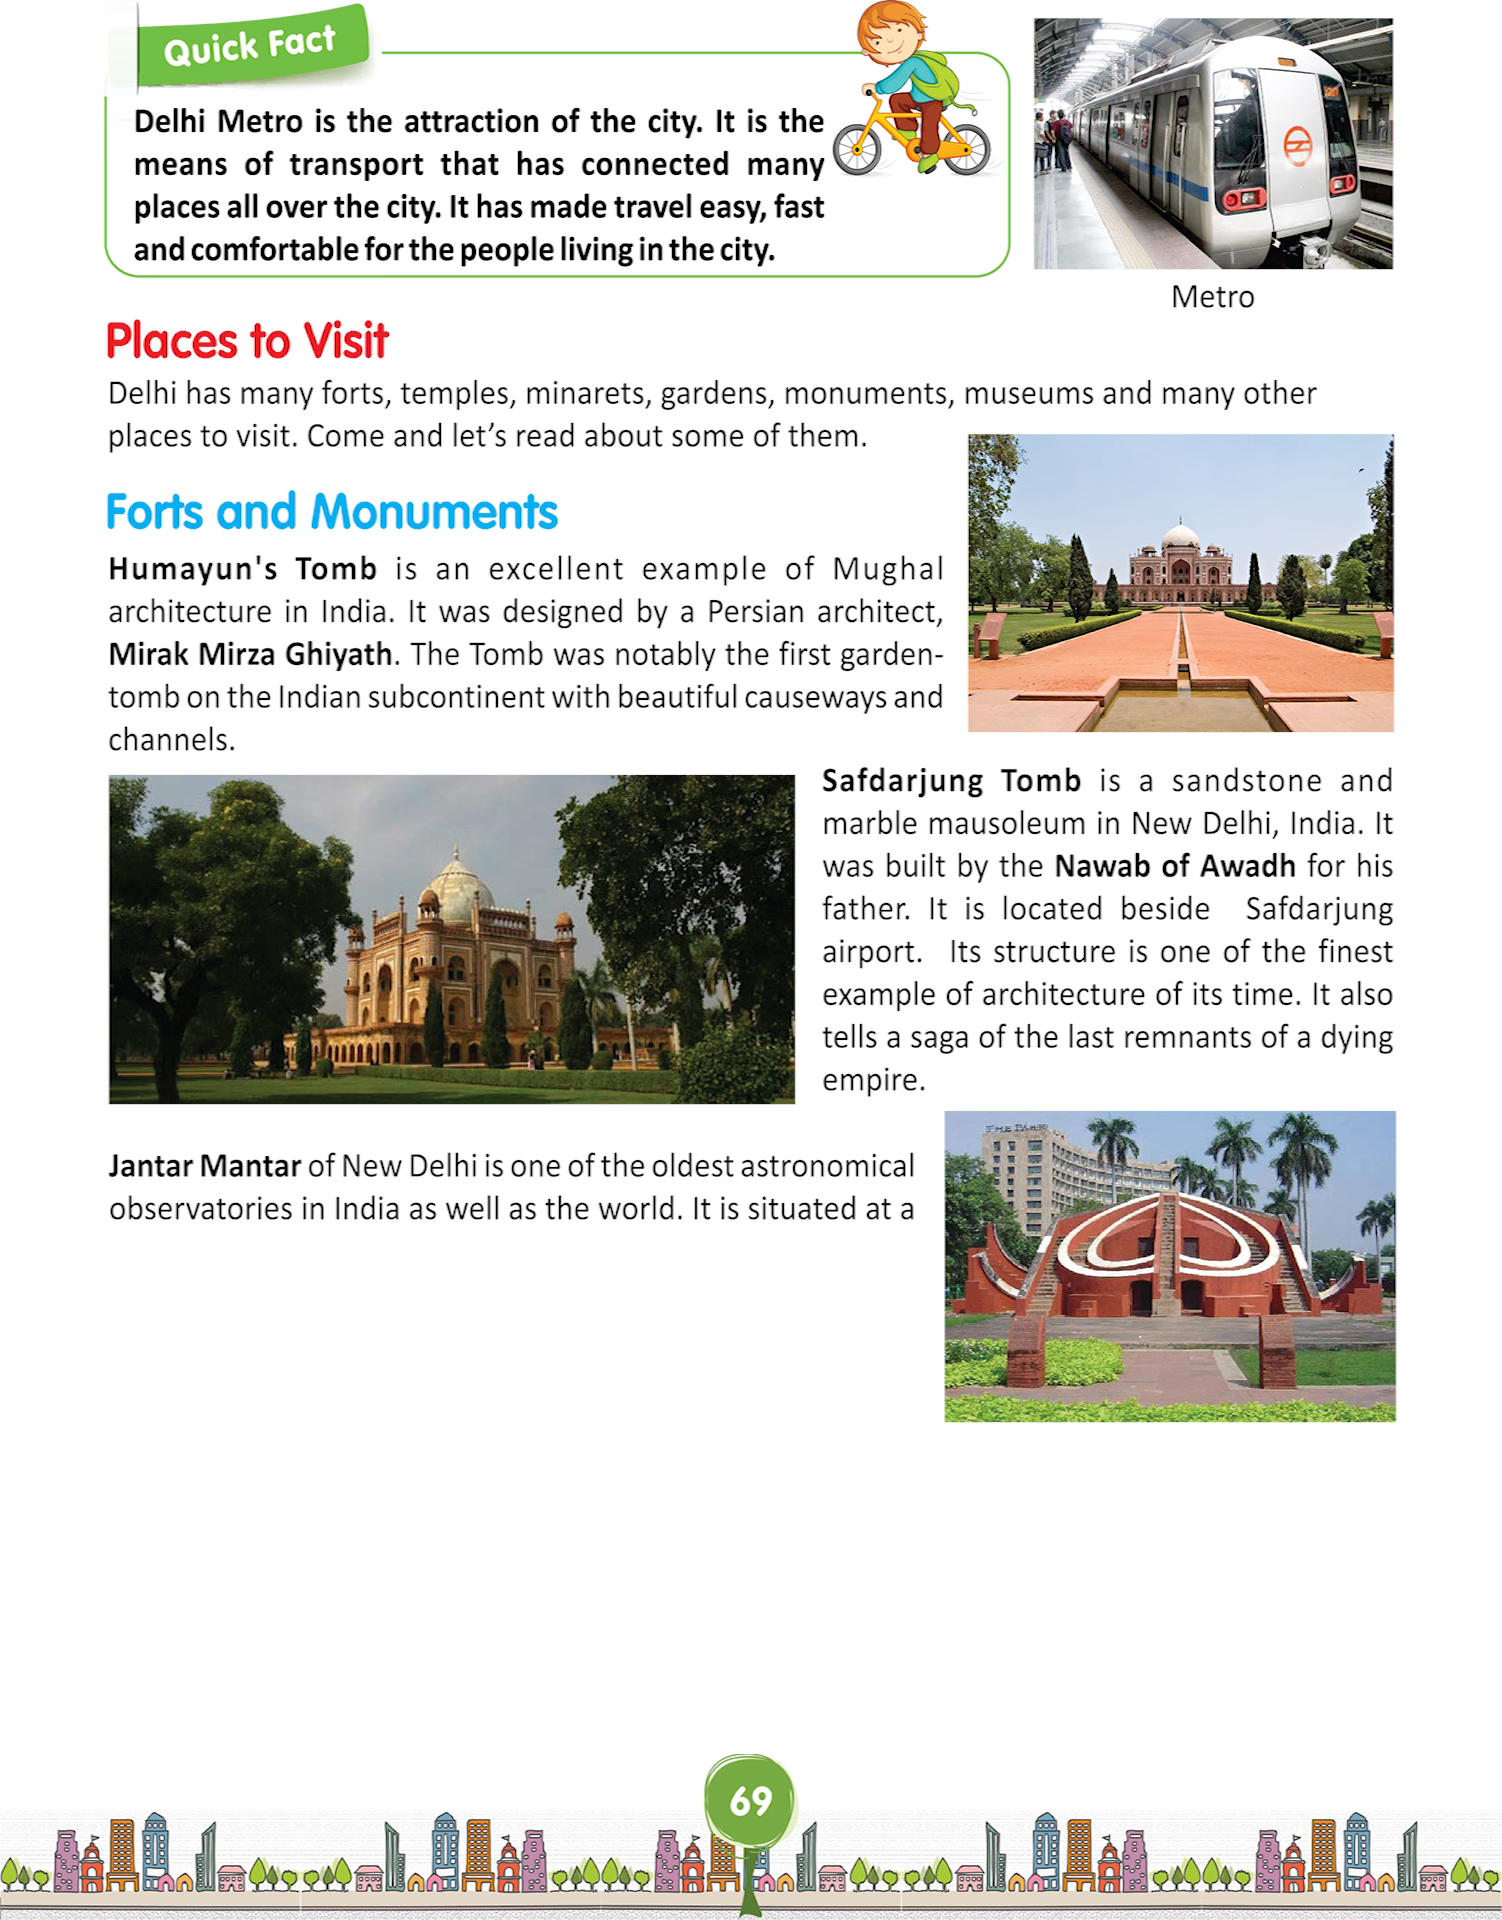 Quick Fact
Delhi Metro is the attraction of the city. It is the
means of transport that has connected many
places all over the city. It has made travel easy, fast
and comfortable for the people living in the city.
Metro
Places to Visit
Delhi has many forts, temples, minarets, gardens, monuments, museums and many other
places to visit. Come and let’s read about some of them.
Forts and Monuments
Humayun's Tomb is an excellent example of Mughal
architecture in India. It was designed by a Persian architect,
Mirak Mirza Ghiyath. The Tomb was notably the first garden-
tomb on the Indian subcontinent with beautiful causeways and
channels.
Safdarjung Tomb is a sandstone and
marble mausoleum in New Delhi, India. It
was built by the Nawab of Awadh for his
father. It is located beside Safdarjung
airport. Its structure is one of the finest
example of architecture of its time. It also
tells a saga of the last remnants of a dying
empire.
THE PARK
Jantar Mantar of New Delhi is one of the oldest astronomical
observatories in India as well as the world. It is situated at a
69